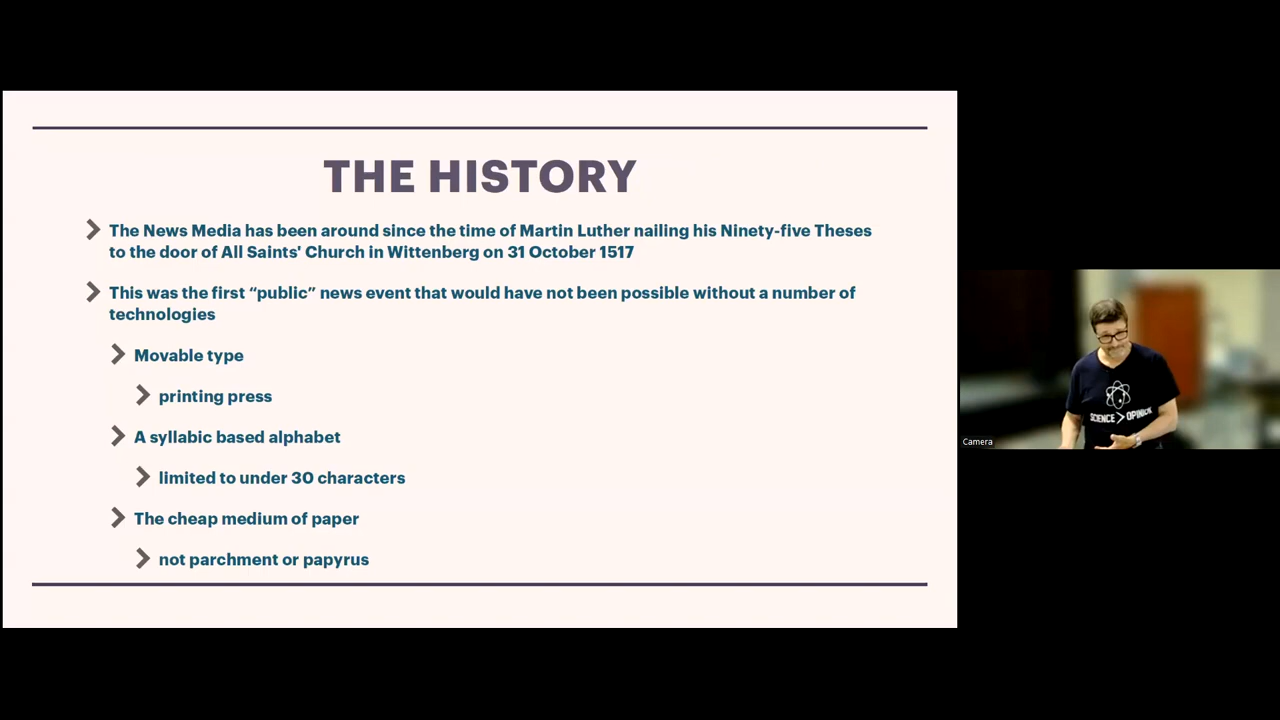 THE HISTORY
The News Media has been around since the time of Martin Luther nailing his Ninety-five Theses
to the door of All Saints' Church in Wittenberg on 31 October 1517
This was the first “public” news event that would have not been possible without a number of
technologies
Movable type
printing press
A syllabic based alphabet
limited to under 30 characters
The cheap medium of paper
not parchment or papyrus
SCIENCE > OPINION
Camera